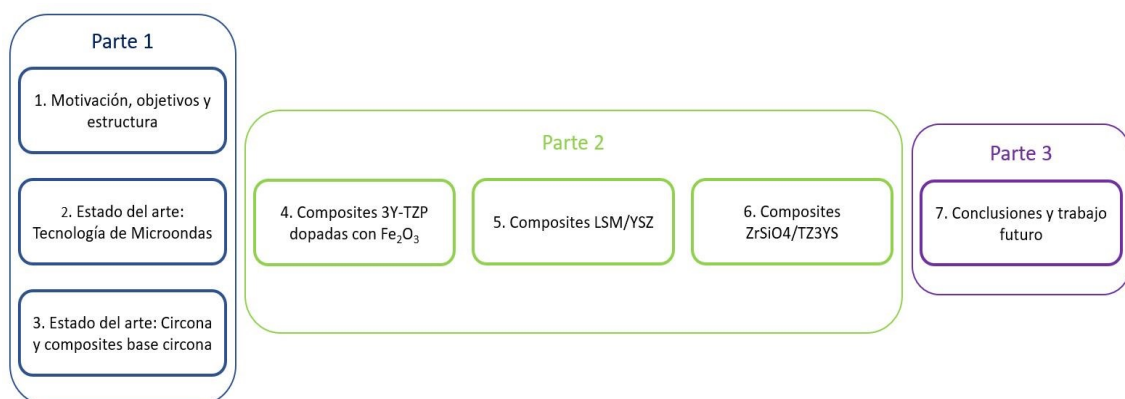 Parte 1
1. Motivación, objetivos y
estructura
2. Estado del arte:
Tecnología de Microondas
3. Estado del arte: Circona
y composites base circona
Parte 2
4. Composites 3Y-TZP
dopadas con Fe₂O₃
5. Composites LSM/YSZ
6. Composites
ZrSiO4/TZ3YS
Parte 3
7. Conclusiones y trabajo
futuro